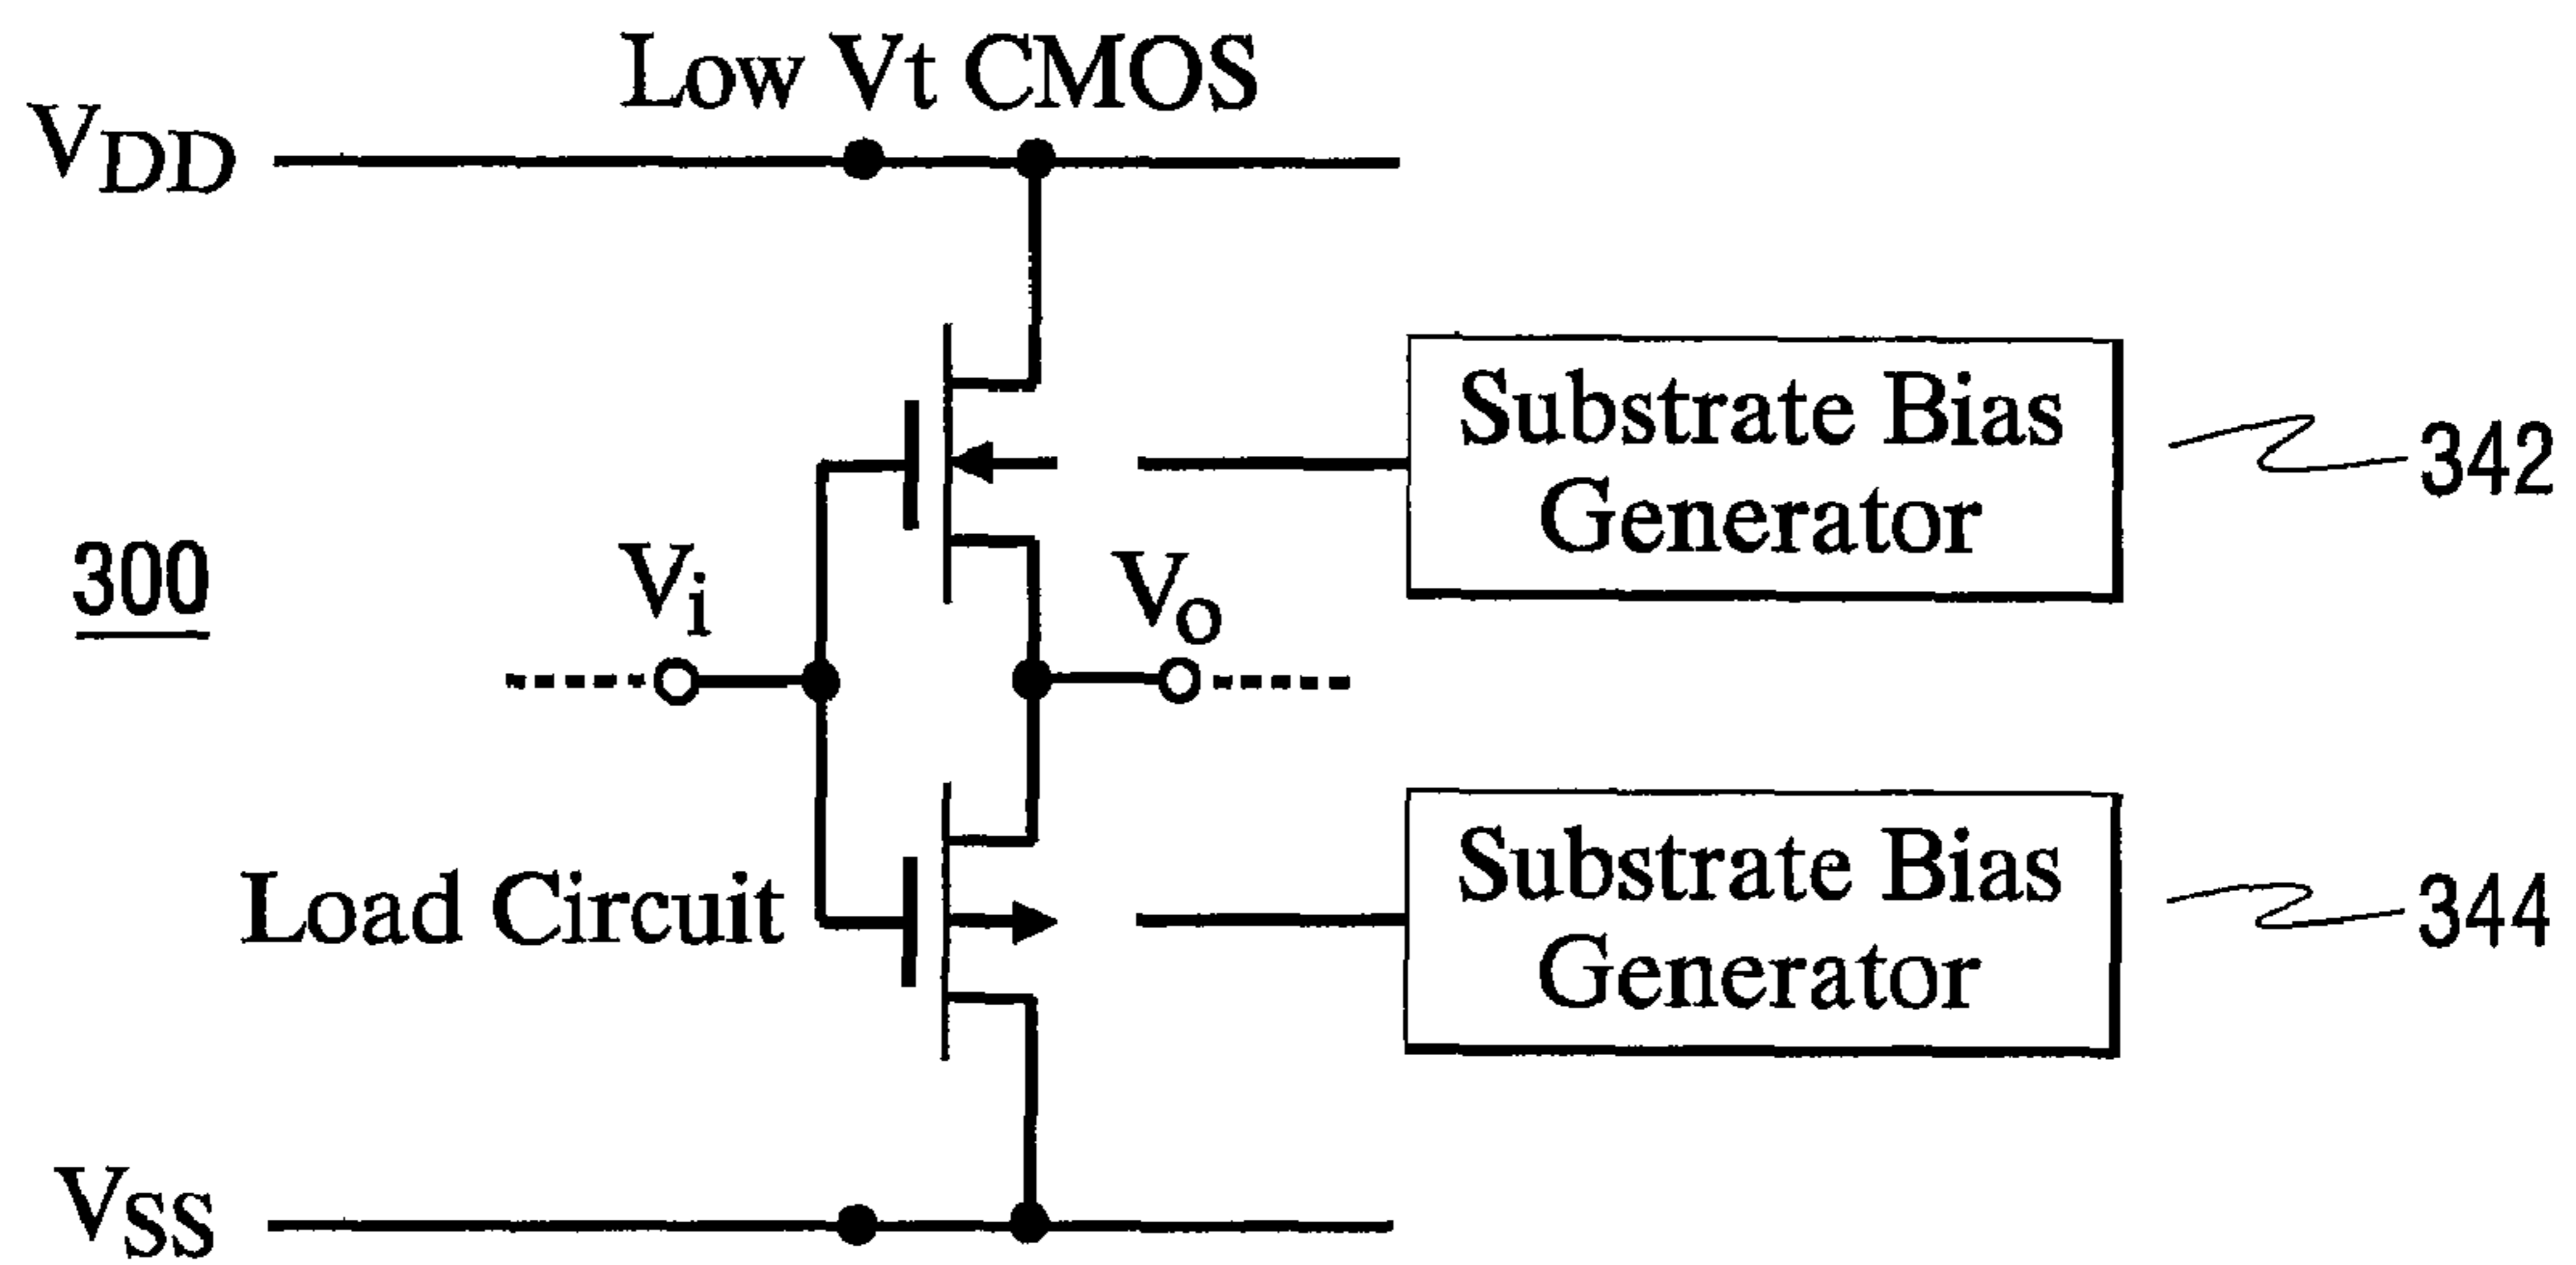 Low Vt CMOS
VDD
Substrate Bias
Generator
342
300
Vi
Vo
Load Circuit
Substrate Bias
Generator
344
VSS